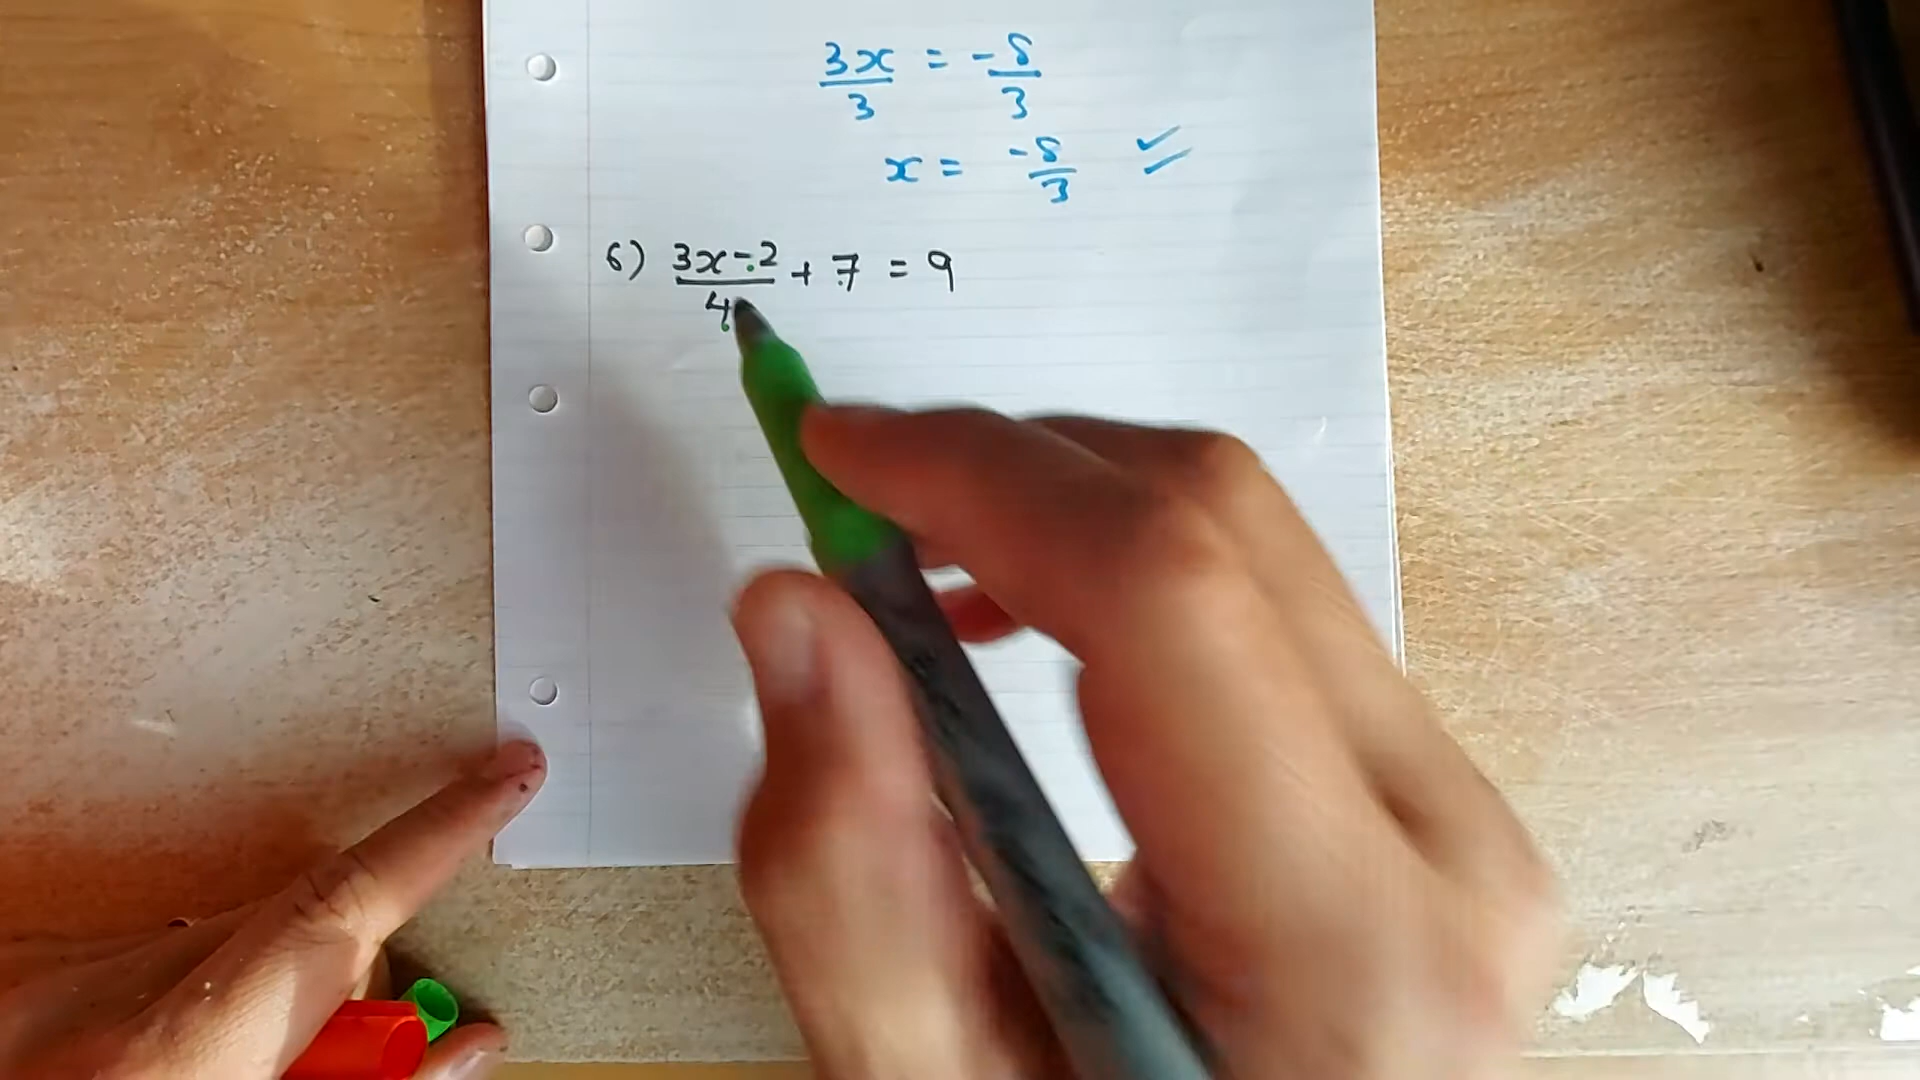 3x/3 = -8/3
x = -8/3 ✓
6) (3x-2)/4 + 7 = 9